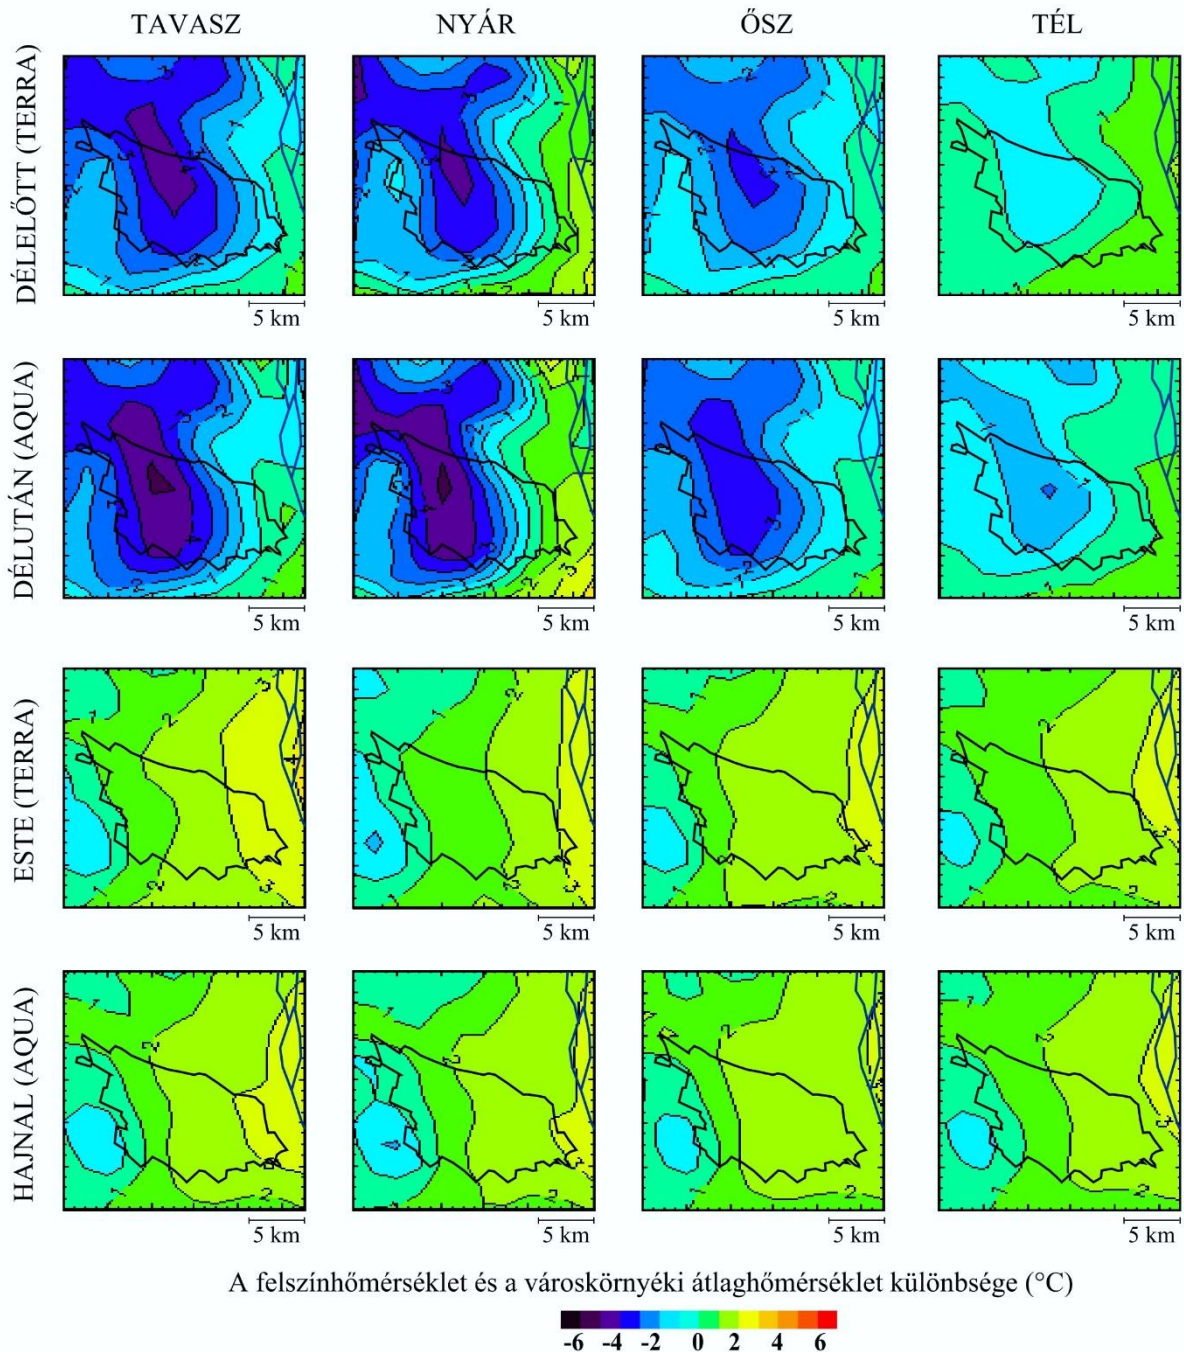 TAVASZ NYÁR ŐSZ TÉL
DÉLELŐTT (TERRA)
5 km 5 km 5 km 5 km
DÉLUTÁN (AQUA)
5 km 5 km 5 km 5 km
ESTE (TERRA)
5 km 5 km 5 km 5 km
HAJNAL (AQUA)
5 km 5 km 5 km 5 km
A felszínhőmérséklet és a városkörnyéki átlaghőmérséklet különbsége (°C)
-6 -4 -2 0 2 4 6